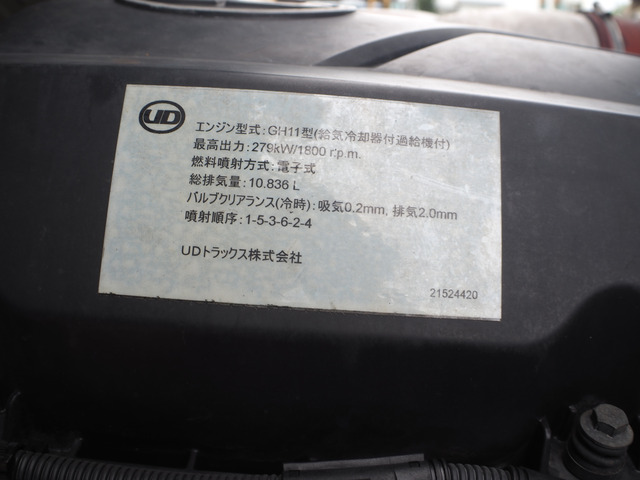 UD
エンジン型式:GH11型(給気冷却器付過給機付)
最高出力:279kW/1800 r.p.m.
燃料噴射方式:電子式
総排気量:10.836 L
バルブクリアランス(冷時):吸気0.2mm, 排気2.0mm
噴射順序:1-5-3-6-2-4
UDトラックス株式会社
21524420